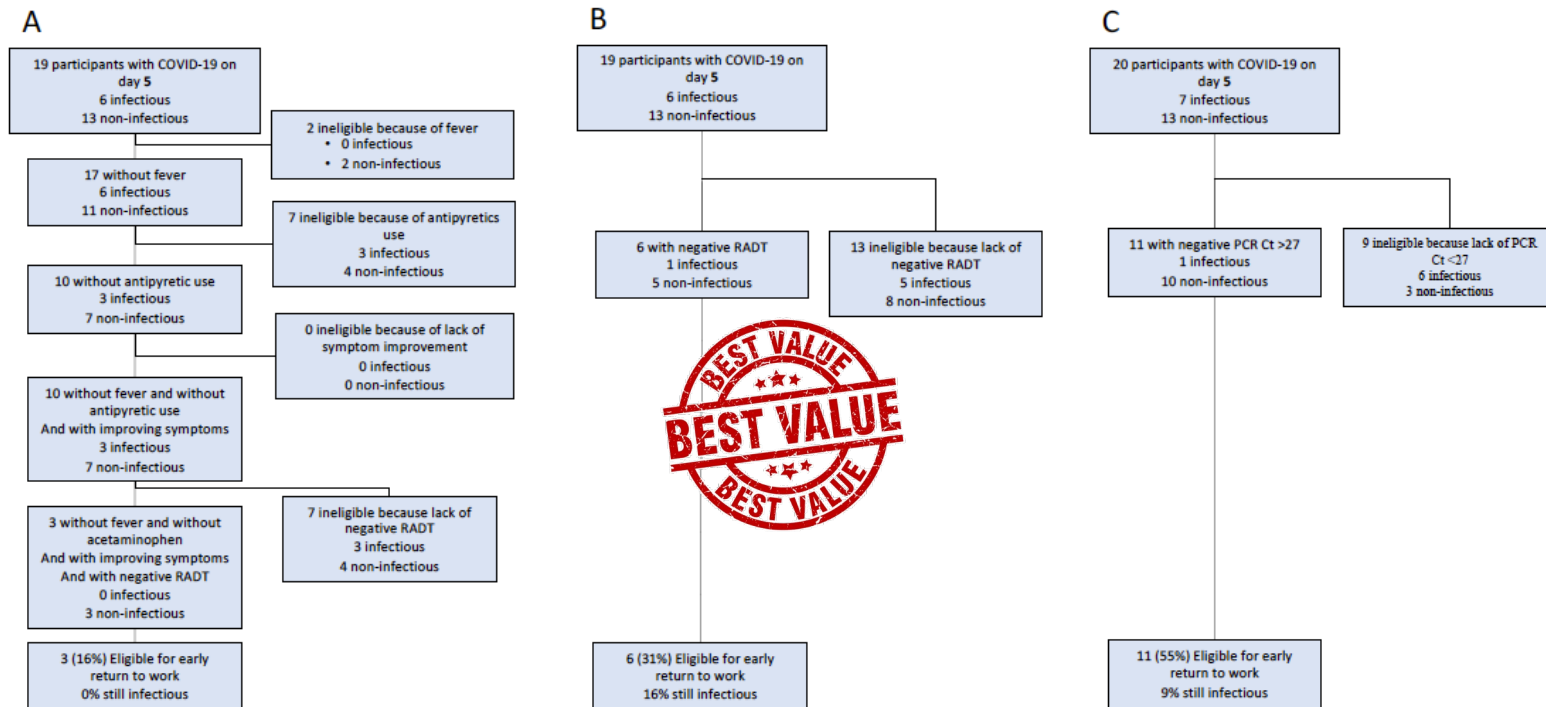 A
19 participants with COVID-19 on
day 5
6 infectious
13 non-infectious
2 ineligible because of fever
• 0 infectious
• 2 non-infectious
17 without fever
6 infectious
11 non-infectious
7 ineligible because of antipyretics
use
3 infectious
4 non-infectious
10 without antipyretic use
3 infectious
7 non-infectious
0 ineligible because of lack of
symptom improvement
0 infectious
0 non-infectious
10 without fever and without
antipyretic use
And with improving symptoms
3 infectious
7 non-infectious
7 ineligible because lack of
negative RADT
3 infectious
4 non-infectious
3 without fever and without
acetaminophen
And with improving symptoms
And with negative RADT
0 infectious
3 non-infectious
3 (16%) Eligible for early
return to work
0% still infectious
B
19 participants with COVID-19 on
day 5
6 infectious
13 non-infectious
6 with negative RADT
1 infectious
5 non-infectious
13 ineligible because lack of
negative RADT
5 infectious
8 non-infectious
BEST VALUE
BEST VALUE
BEST VALUE
6 (31%) Eligible for early
return to work
16% still infectious
C
20 participants with COVID-19 on
day 5
7 infectious
13 non-infectious
11 with negative PCR Ct >27
1 infectious
10 non-infectious
9 ineligible because lack of PCR
Ct <27
6 infectious
3 non-infectious
11 (55%) Eligible for early
return to work
9% still infectious